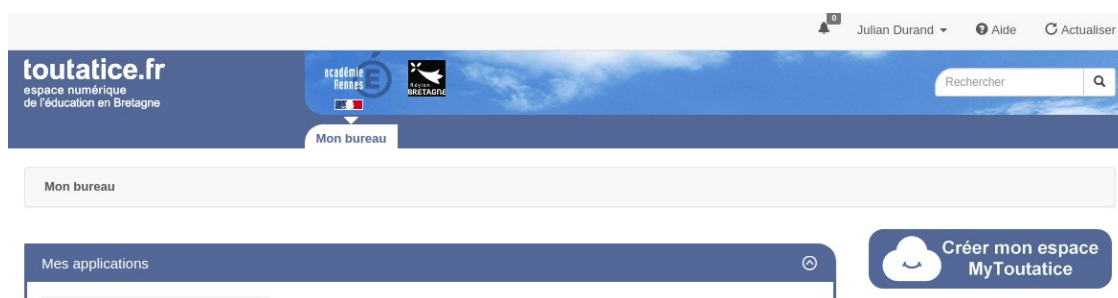 0
Julian Durand
Aide
Actualiser
toutatice.fr
espace numérique
de l'éducation en Bretagne
académie
Rennes
Région
BRETAGNE
Rechercher
Mon bureau
Mon bureau
Mes applications
Créer mon espace
MyToutatice